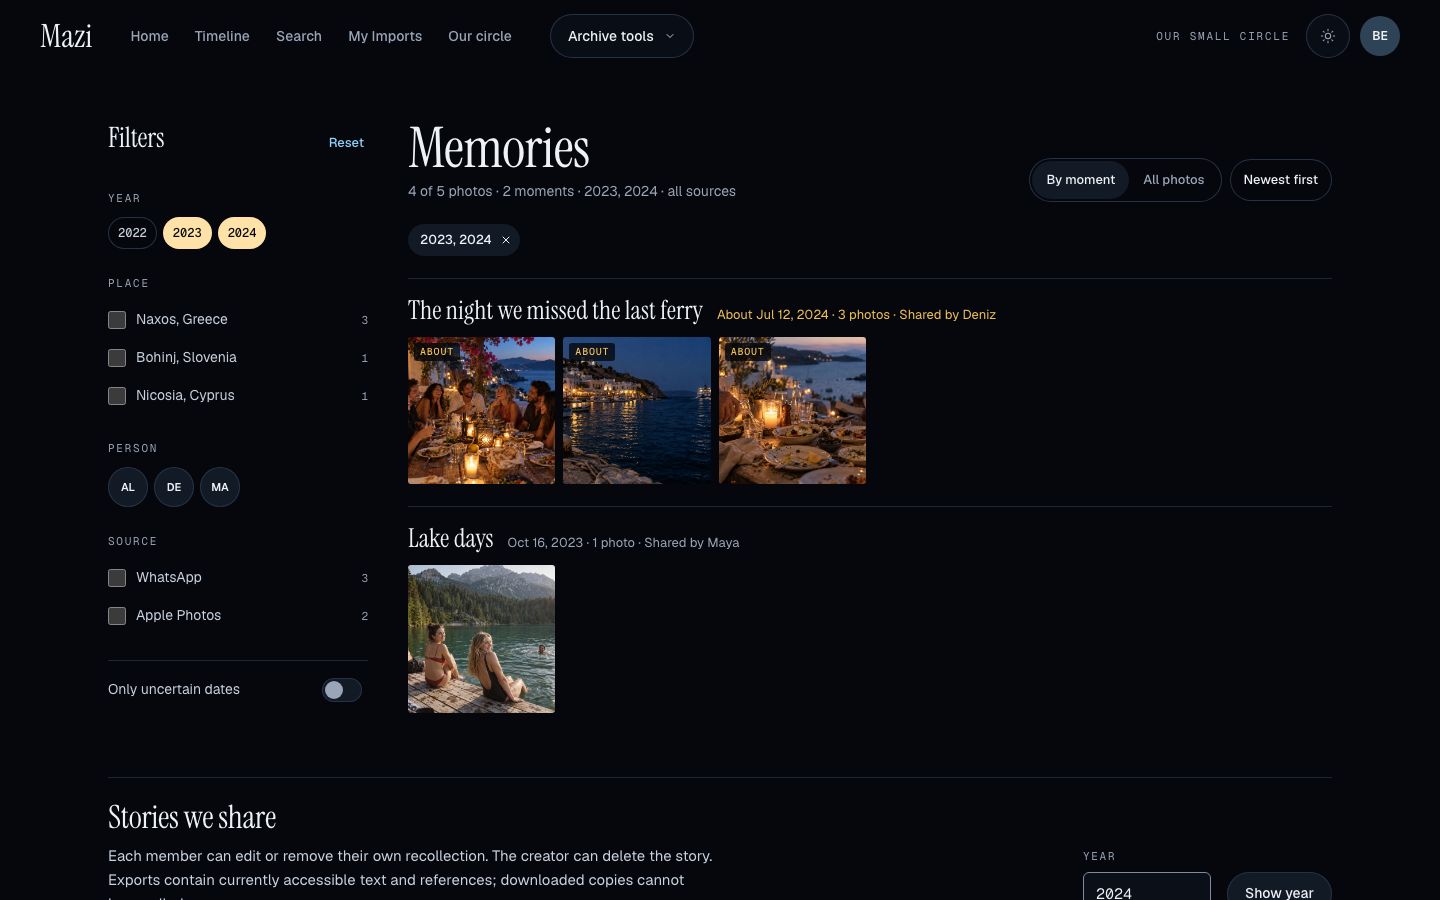 Mazi
Home
Timeline
Search
My Imports
Our circle
Archive tools
OUR SMALL CIRCLE
BE
Filters
Reset
YEAR
2022
2023
2024
PLACE
Naxos, Greece 3
Bohinj, Slovenia 1
Nicosia, Cyprus 1
PERSON
AL
DE
MA
SOURCE
WhatsApp 3
Apple Photos 2
Only uncertain dates
Memories
4 of 5 photos · 2 moments · 2023, 2024 · all sources
By moment
All photos
Newest first
2023, 2024 ×
The night we missed the last ferry
About Jul 12, 2024 · 3 photos · Shared by Deniz
ABOUT
ABOUT
ABOUT
Lake days
Oct 16, 2023 · 1 photo · Shared by Maya
Stories we share
Each member can edit or remove their own recollection. The creator can delete the story.
Exports contain currently accessible text and references; downloaded copies cannot
YEAR
2024
Show year